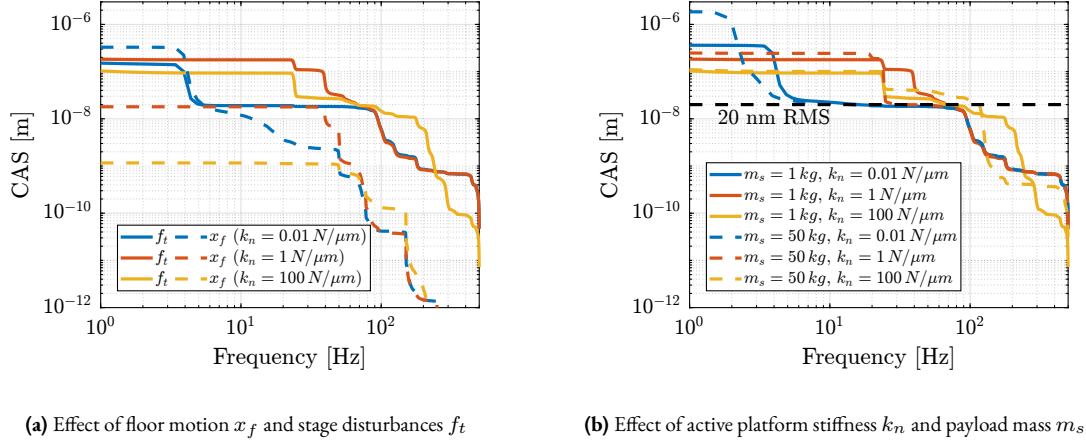 10^{-6}
10^{-8}
10^{-10}
10^{-12}
CAS [m]
f_t x_f (k_n = 0.01 N/μm)
f_t x_f (k_n = 1 N/μm)
f_t x_f (k_n = 100 N/μm)
10^0 10^1 10^2
Frequency [Hz]
(a) Effect of floor motion x_f and stage disturbances f_t
10^{-6}
10^{-8}
10^{-10}
10^{-12}
CAS [m]
20 nm RMS
m_s = 1 kg, k_n = 0.01 N/μm
m_s = 1 kg, k_n = 1 N/μm
m_s = 1 kg, k_n = 100 N/μm
m_s = 50 kg, k_n = 0.01 N/μm
m_s = 50 kg, k_n = 1 N/μm
m_s = 50 kg, k_n = 100 N/μm
10^0 10^1 10^2
Frequency [Hz]
(b) Effect of active platform stiffness k_n and payload mass m_s